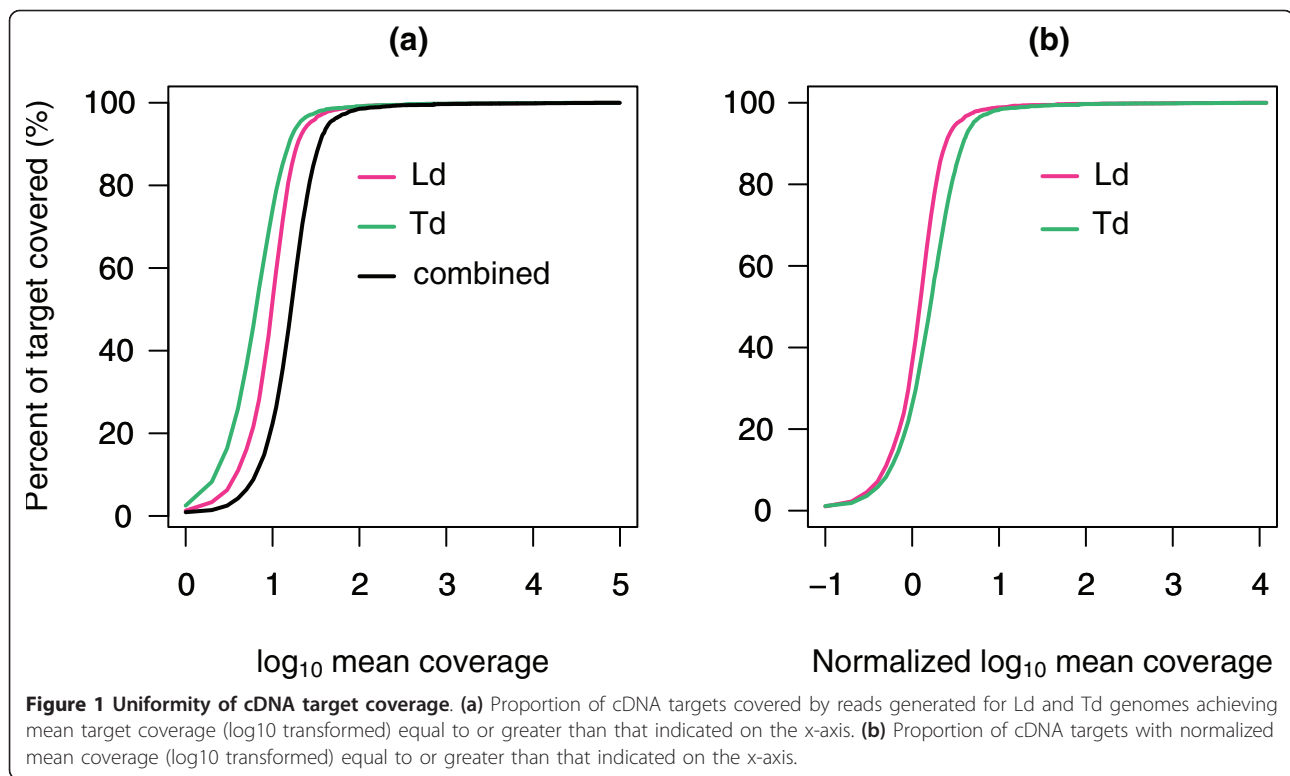 (a)
Percent of target covered (%)
100
80
60
40
20
0
Ld
Td
combined
0 1 2 3 4 5
log10 mean coverage
(b)
100
80
60
40
20
0
Ld
Td
−1 0 1 2 3 4
Normalized log10 mean coverage
Figure 1 Uniformity of cDNA target coverage. (a) Proportion of cDNA targets covered by reads generated for Ld and Td genomes achieving
mean target coverage (log10 transformed) equal to or greater than that indicated on the x-axis. (b) Proportion of cDNA targets with normalized
mean coverage (log10 transformed) equal to or greater than that indicated on the x-axis.